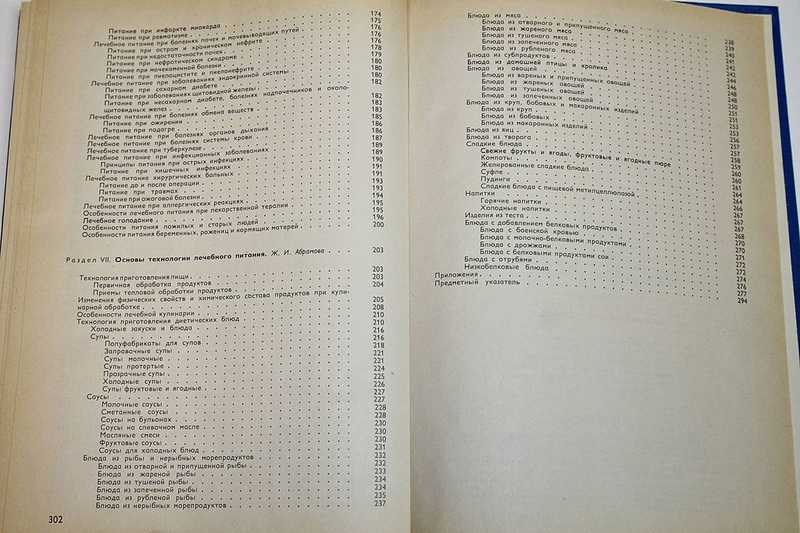 Питание при инфаркте миокарда 174
Питание при ревматизме 175
Лечебное питание при болезнях почек и мочевыводящих путей 176
Питание при остром и хроническом нефрите 176
Питание при недостаточности почек 178
Питание при нефротическом синдроме 179
Питание при мочекаменной болезни 180
Питание при пиелоцистите и пиелонефрите 180
Лечебное питание при заболеваниях эндокринной системы 180
Питание при сахарном диабете 182
Питание при заболеваниях щитовидной железы
Питание при несахарном диабете, болезнях надпочечников и около-
щитовидных желез 182
Лечебное питание при болезнях обмена веществ 183
Питание при ожирении 183
Питание при подагре 185
Лечебное питание при болезнях органов дыхания 186
Лечебное питание при болезнях системы крови 186
Лечебное питание при туберкулезе 187
Лечебное питание при инфекционных заболеваниях 189
Принципы питания при острых инфекциях 190
Питание при кишечных инфекциях 191
Лечебное питание хирургических больных 191
Питание до и после операции 193
Питание при травмах 193
Питание при ожоговой болезни 194
Лечебное питание при аллергических реакциях 195
Особенности лечебного питания при лекарственной терапии 195
Лечебное голодание 196
Особенности питания пожилых и старых людей 200
Особенности питания беременных, рожениц и кормящих матерей
Раздел VII. Основы технологии лечебного питания. Ж. И. Абрамова 203
Технология приготовления пищи 203
Первичная обработка продуктов 203
Приемы тепловой обработки продуктов 204
Изменения физических свойств и химического состава продуктов при кули-
нарной обработке 205
Особенности лечебной кулинарии 208
Технология приготовления диетических блюд 210
Холодные закуски и блюда 210
Супы 216
Полуфабрикаты для супов 216
Заправочные супы 218
Супы молочные 221
Супы протертые 221
Прозрачные супы 224
Холодные супы 225
Супы фруктовые и ягодные 226
Соусы 227
Молочные соусы 227
Сметанные соусы 228
Соусы на бульонах 228
Соусы на сливочном масле 230
Масляные смеси 230
Фруктовые соусы 230
Соусы для холодных блюд 231
Блюда из рыбы и нерыбных морепродуктов 232
Блюда из отварной и припущенной рыбы 232
Блюда из жареной рыбы 233
Блюда из тушеной рыбы 234
Блюда из запеченной рыбы 234
Блюда из рубленой рыбы 235
Блюда из нерыбных морепродуктов 237
302
Блюда из мяса
Блюда из отварного и припущенного мяса
Блюда из жареного мяса
Блюда из тушеного мяса 238
Блюда из запеченного мяса 239
Блюда из рубленого мяса 240
Блюда из субпродуктов 241
Блюда из домашней птицы и кролика 242
Блюда из овощей 242
Блюда из вареных и припущенных овощей 244
Блюда из жареных овощей 246
Блюда из тушеных овощей 248
Блюда из запеченных овощей 248
Блюда из круп, бобовых и макаронных изделий 250
Блюда из круп 251
Блюда из бобовых 251
Блюда из макаронных изделий 253
Блюда из яиц 253
Блюда из творога 256
Сладкие блюда 257
Свежие фрукты и ягоды, фруктовые и ягодные пюре 257
Компоты 258
Желированные сладкие блюда 259
Суфле 260
Пудинги 260
Сладкие блюда с пищевой метилцеллюлозой 261
Напитки 264
Горячие напитки 264
Холодные напитки 266
Изделия из теста 267
Блюда с добавлением белковых продуктов 267
Блюда с боенской кровью 267
Блюда с молочно-белковыми продуктами 268
Блюда с дрожжами 270
Блюда с белковыми продуктами сои 270
Блюда с отрубями 271
Низкобелковые блюда 272
Приложения 272
Предметный указатель 274
276
277
294